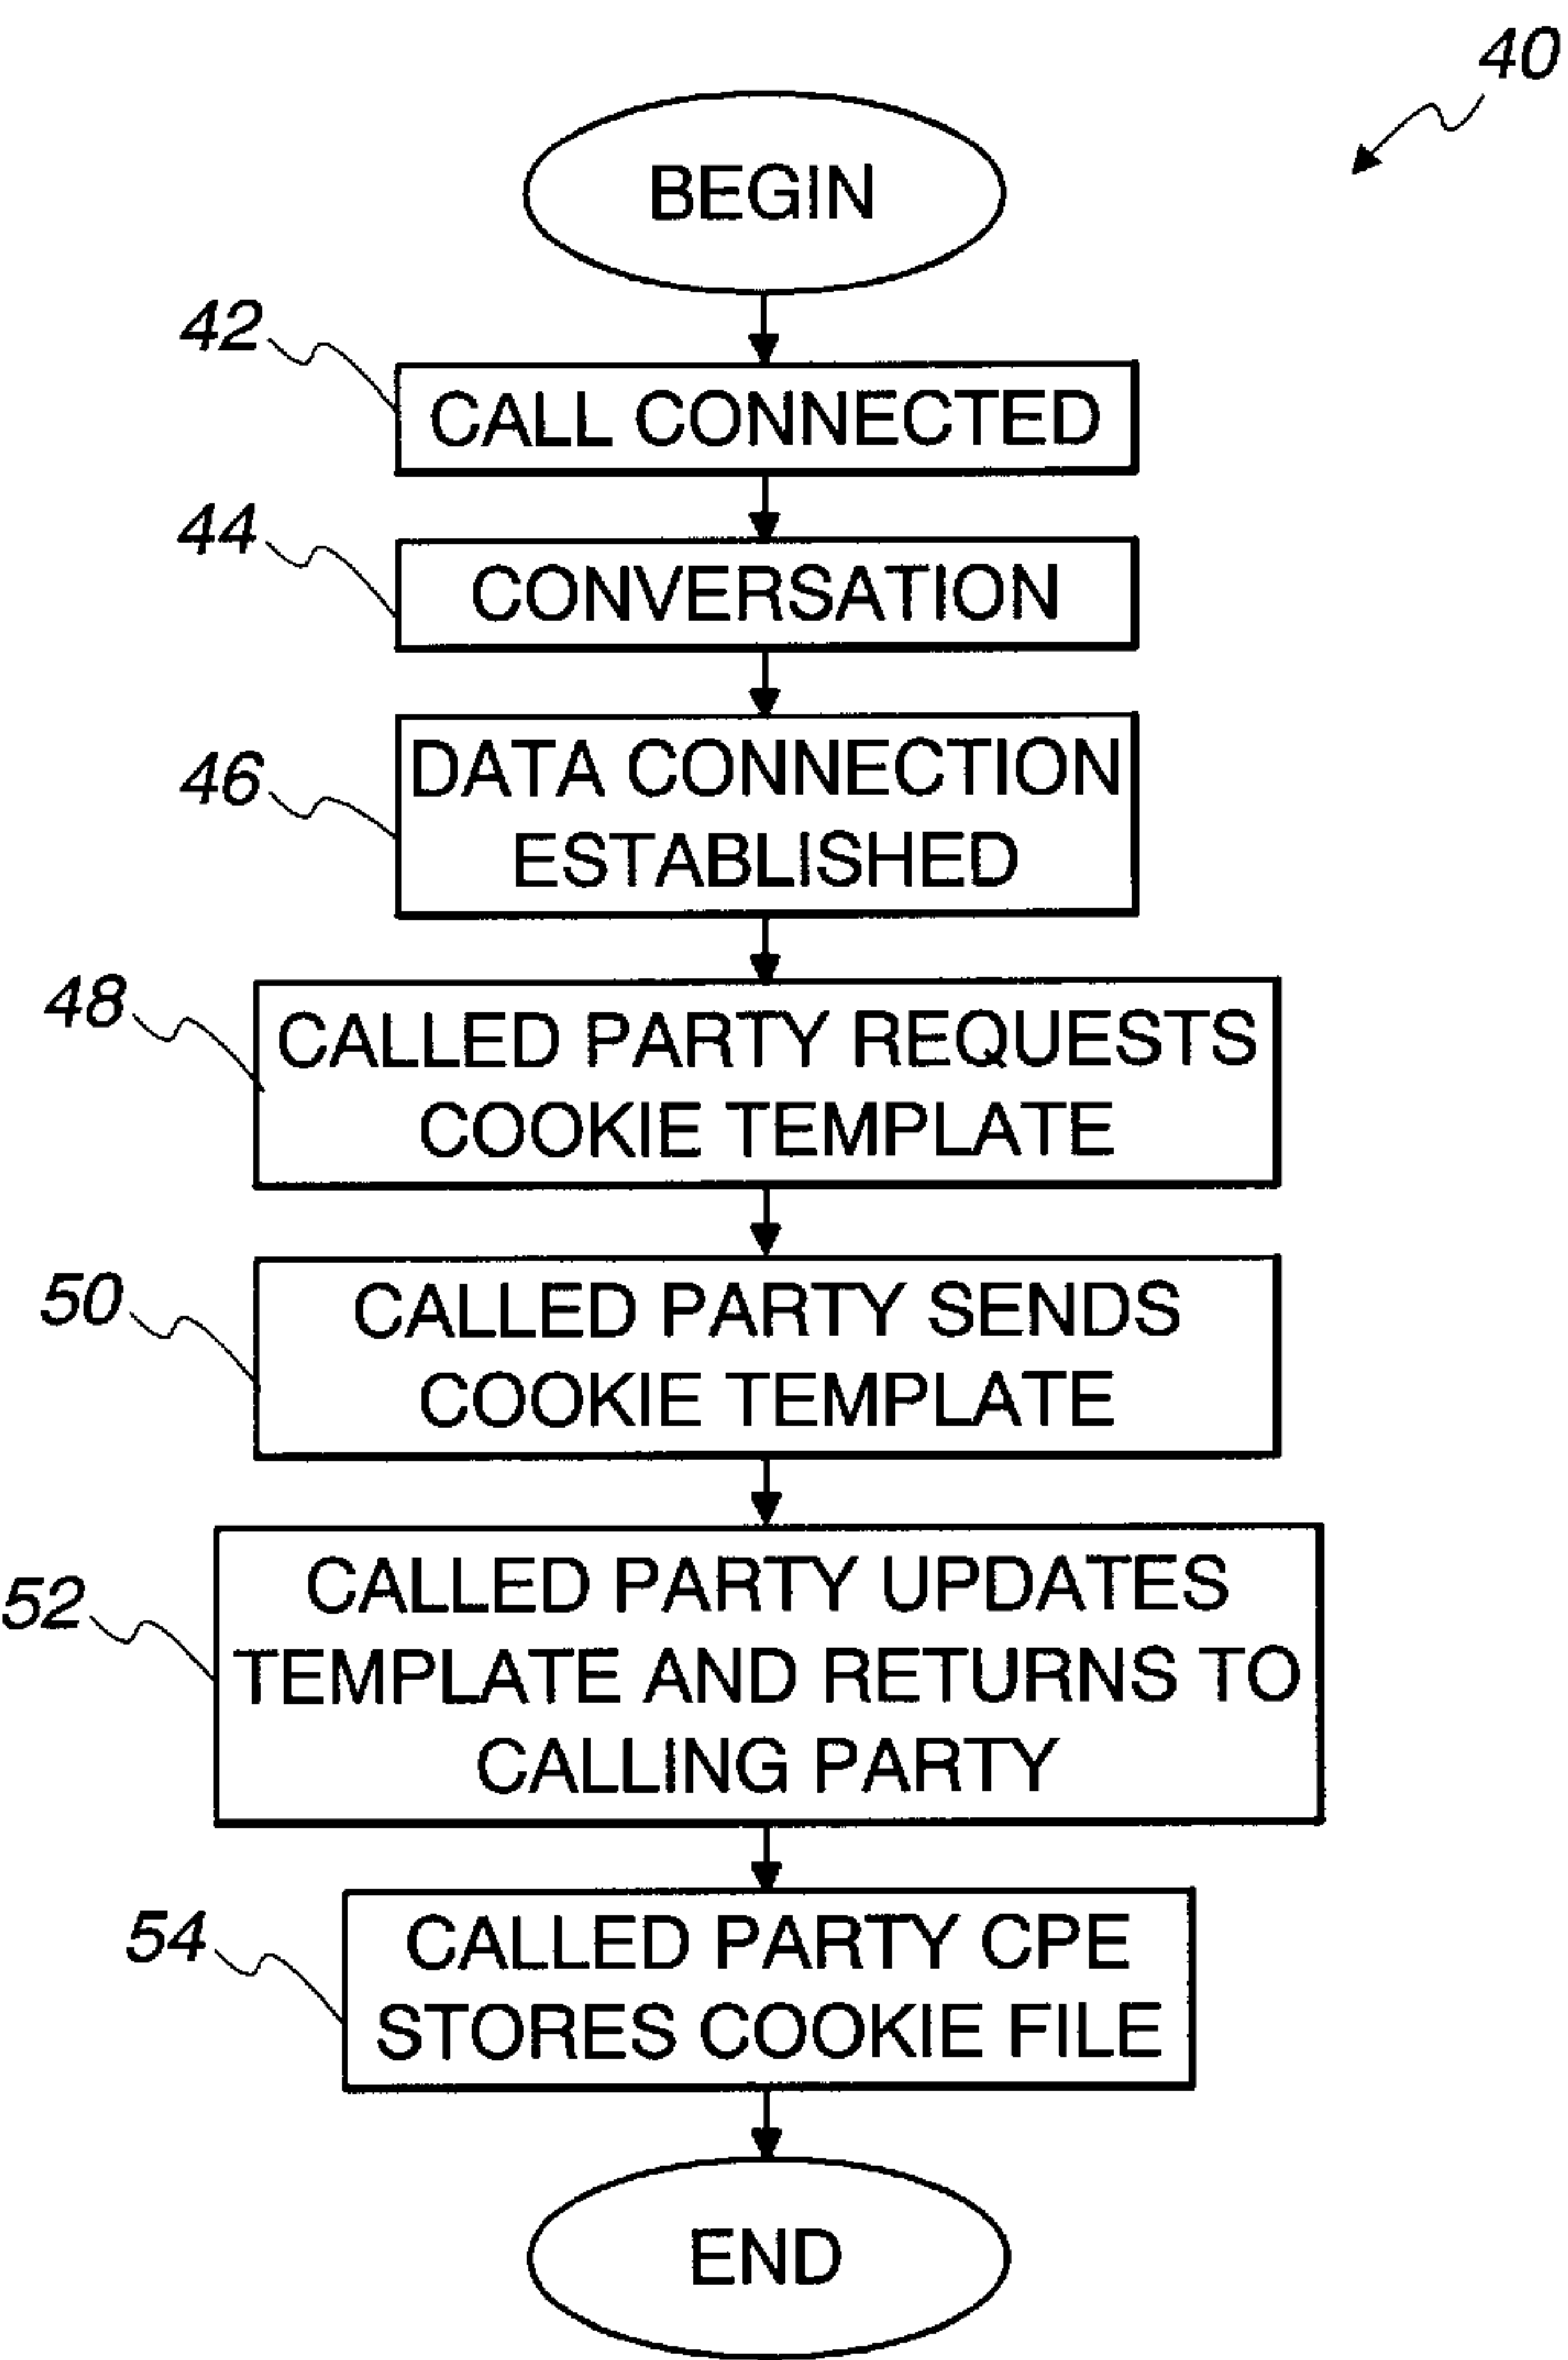 40
BEGIN
42
CALL CONNECTED
44
CONVERSATION
46
DATA CONNECTION
ESTABLISHED
48
CALLED PARTY REQUESTS
COOKIE TEMPLATE
50
CALLED PARTY SENDS
COOKIE TEMPLATE
52
CALLED PARTY UPDATES
TEMPLATE AND RETURNS TO
CALLING PARTY
54
CALLED PARTY CPE
STORES COOKIE FILE
END